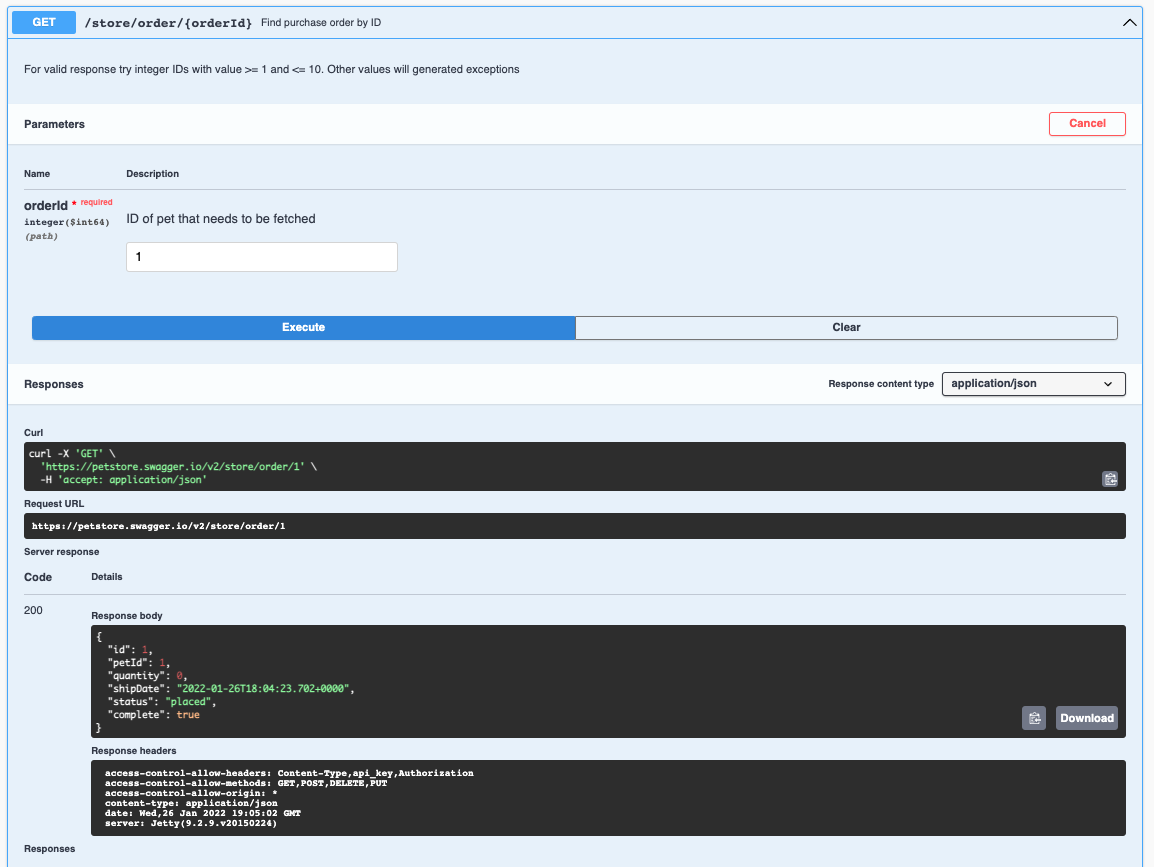 GET /store/order/{orderId} Find purchase order by ID
For valid response try integer IDs with value >= 1 and <= 10. Other values will generated exceptions
Parameters Cancel
Name Description
orderId * required
integer($int64)
(path)
ID of pet that needs to be fetched
1
Execute Clear
Responses Response content type application/json
Curl
curl -X 'GET' \
  'https://petstore.swagger.io/v2/store/order/1' \
  -H 'accept: application/json'
Request URL
https://petstore.swagger.io/v2/store/order/1
Server response
Code Details
200
Response body
{
  "id": 1,
  "petId": 1,
  "quantity": 0,
  "shipDate": "2022-01-26T18:04:23.702+0000",
  "status": "placed",
  "complete": true
}
Download
Response headers
access-control-allow-headers: Content-Type,api_key,Authorization
access-control-allow-methods: GET,POST,DELETE,PUT
access-control-allow-origin: *
content-type: application/json
date: Wed,26 Jan 2022 19:05:02 GMT
server: Jetty(9.2.9.v20150224)
Responses